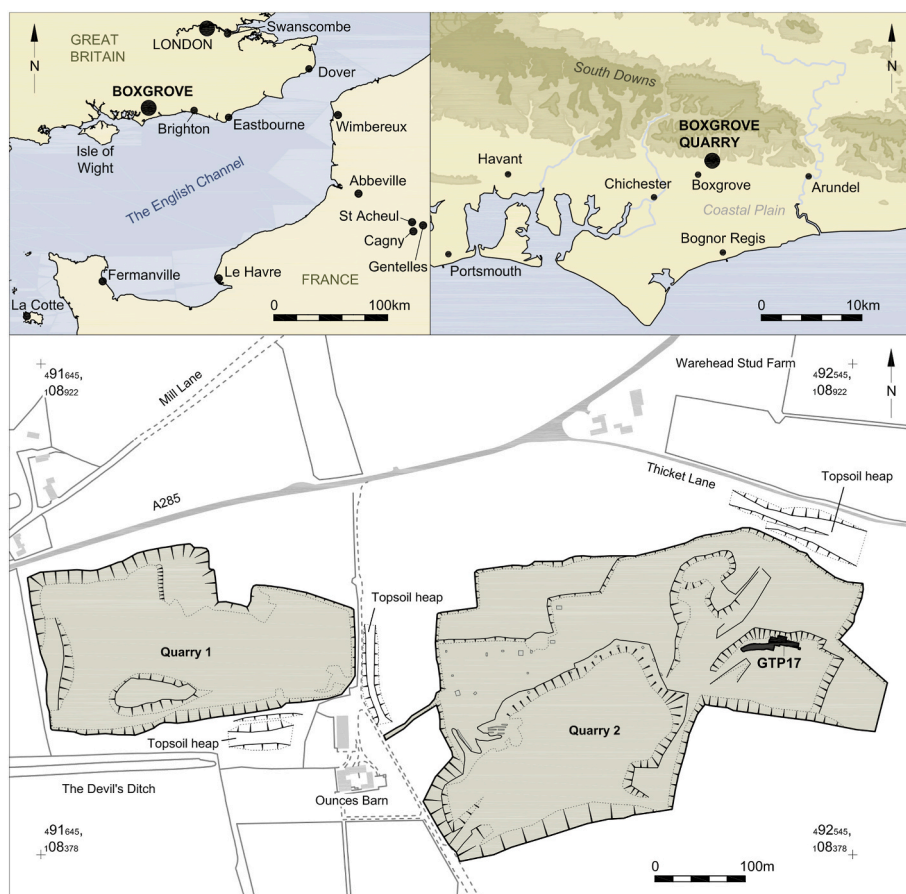 GREAT
BRITAIN
LONDON
Swanscombe
N
Dover
BOXGROVE
Brighton
Eastbourne
Wimbereux
Isle of
Wight
The English Channel
Abbeville
St Acheul
Cagny
Gentelles
Fermanville
Le Havre
FRANCE
La Cotte
0 100km
N
South Downs
BOXGROVE
QUARRY
Havant
Boxgrove
Arundel
Chichester
Coastal Plain
Bognor Regis
Portsmouth
0 10km
491645,
108922
Mill Lane
Warehead Stud Farm
492545,
108922
N
A285
Thicket Lane
Topsoil heap
Topsoil heap
Quarry 1
GTP17
Quarry 2
Topsoil heap
The Devil's Ditch
Ounces Barn
491645,
108378
492545,
108378
0 100m